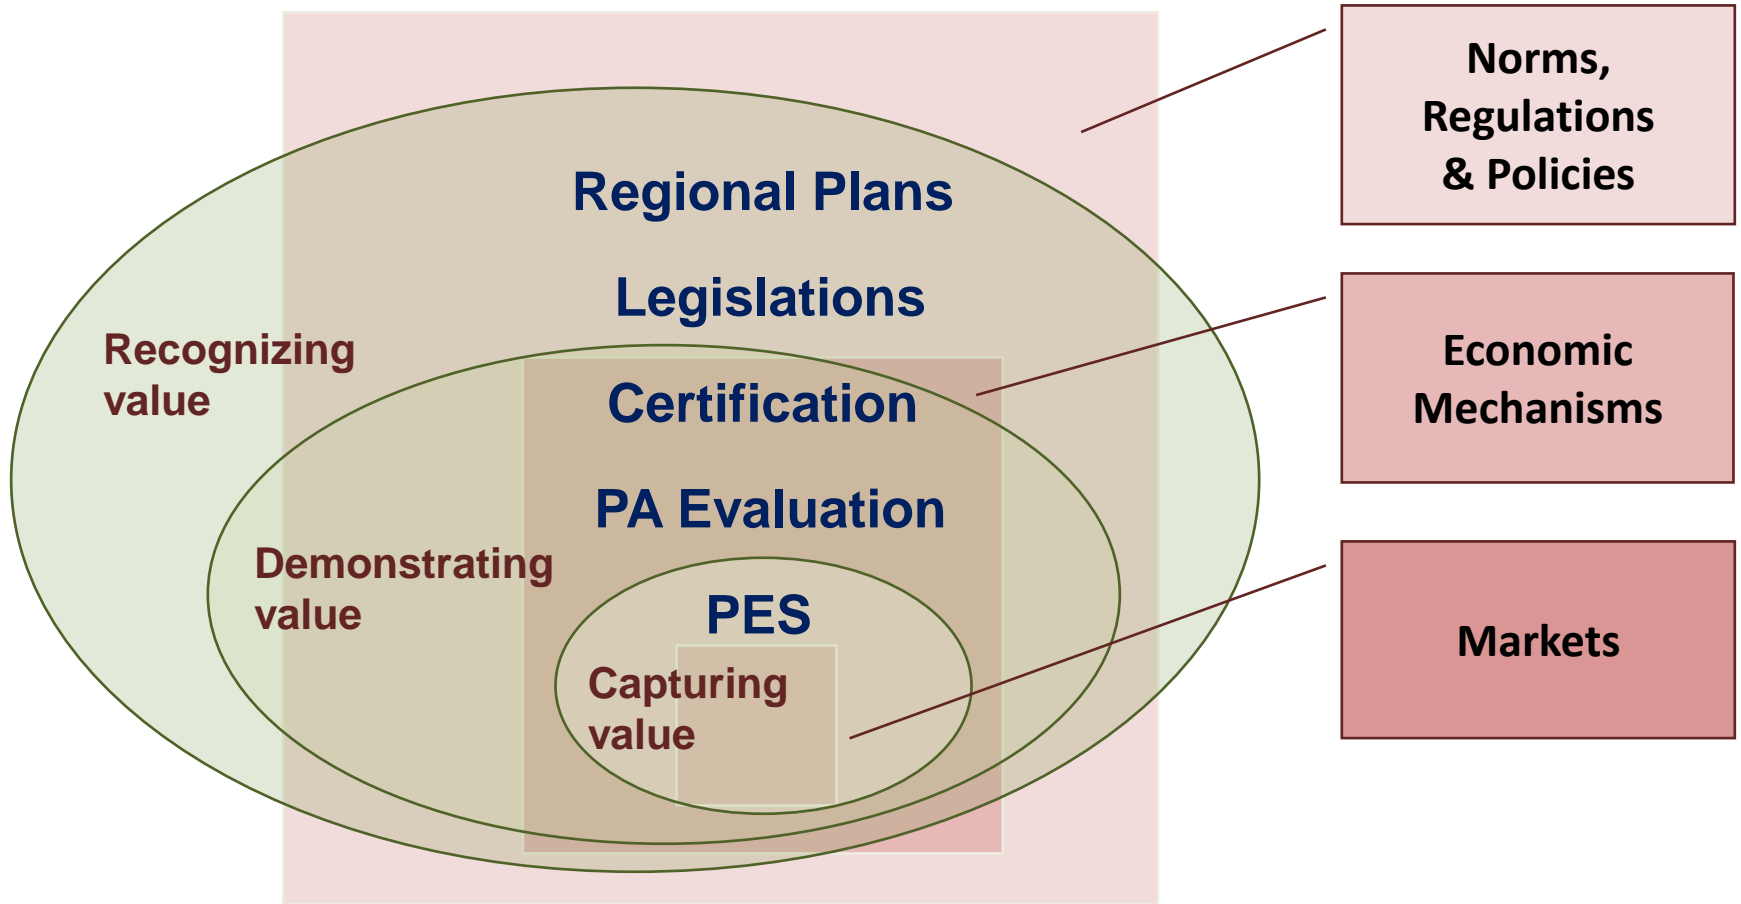 Norms,
Regulations
& Policies
Regional Plans
Legislations
Recognizing
value
Economic
Mechanisms
Certification
PA Evaluation
Demonstrating
value
PES
Markets
Capturing
value